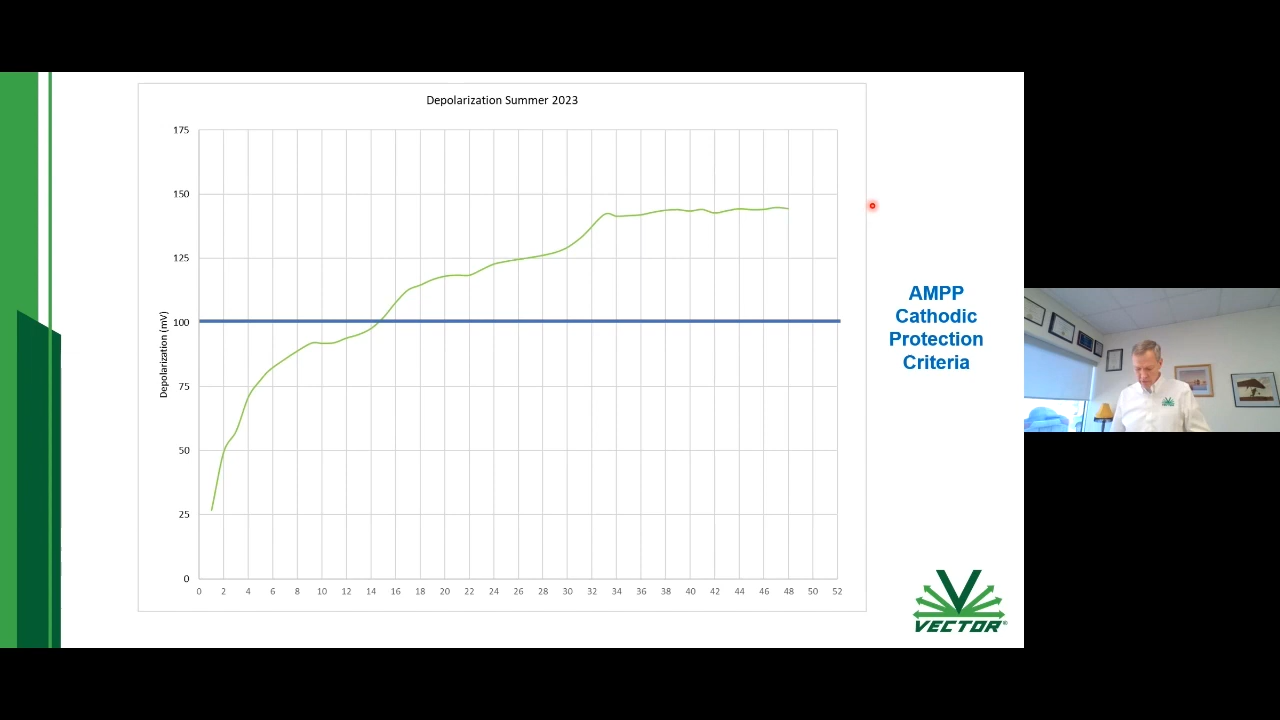 Depolarization Summer 2023
175
150
125
100
75
50
25
0
Depolarization (mV)
0 2 4 6 8 10 12 14 16 18 20 22 24 26 28 30 32 34 36 38 40 42 44 46 48 50 52
AMPP
Cathodic
Protection
Criteria
VECTOR®